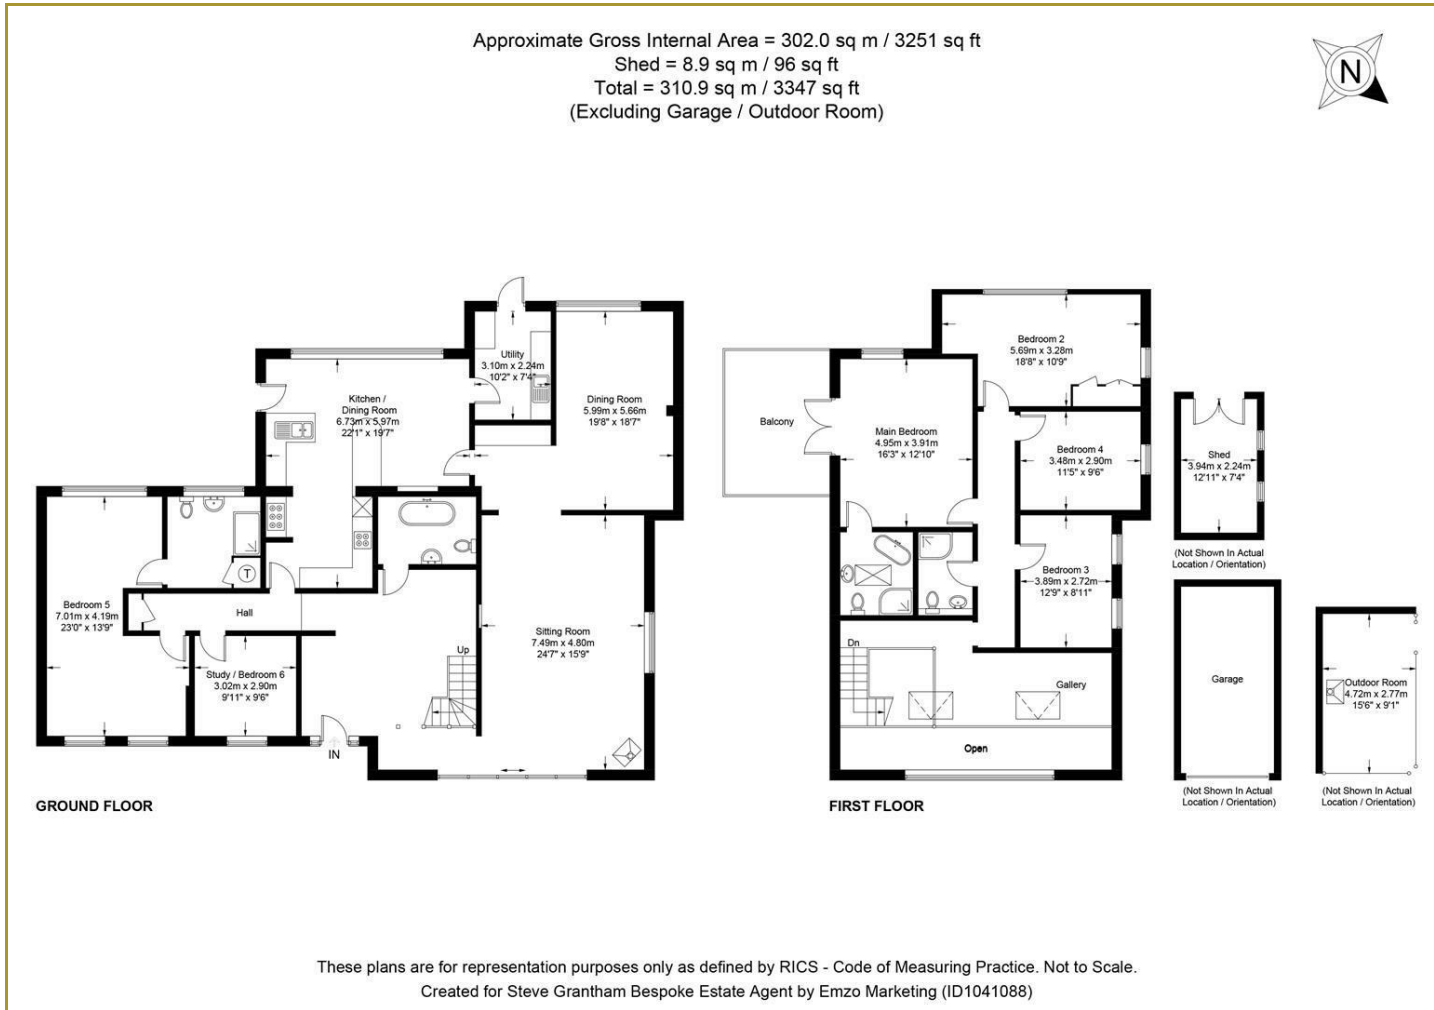 Approximate Gross Internal Area = 302.0 sq m / 3251 sq ft
Shed = 8.9 sq m / 96 sq ft
Total = 310.9 sq m / 3347 sq ft
(Excluding Garage / Outdoor Room)
N
Utility
3.10m x 2.24m
10'2" x 7'4"
Kitchen /
Dining Room
6.73m x 5.97m
22'1" x 19'7"
Dining Room
5.99m x 5.66m
19'8" x 18'7"
T
Bedroom 5
7.01m x 4.19m
23'0" x 13'9"
Hall
Study / Bedroom 6
3.02m x 2.90m
9'11" x 9'6"
Up
Sitting Room
7.49m x 4.80m
24'7" x 15'9"
IN
GROUND FLOOR
Balcony
Main Bedroom
4.95m x 3.91m
16'3" x 12'10"
Bedroom 2
5.69m x 3.28m
18'8" x 10'9"
Bedroom 4
3.48m x 2.90m
11'5" x 9'6"
Bedroom 3
3.89m x 2.72m
12'9" x 8'11"
Dn
Gallery
Open
FIRST FLOOR
Shed
3.94m x 2.24m
12'11" x 7'4"
(Not Shown In Actual
Location / Orientation)
Garage
(Not Shown In Actual
Location / Orientation)
Outdoor Room
4.72m x 2.77m
15'6" x 9'1"
(Not Shown In Actual
Location / Orientation)
These plans are for representation purposes only as defined by RICS - Code of Measuring Practice. Not to Scale.
Created for Steve Grantham Bespoke Estate Agent by Emzo Marketing (ID1041088)